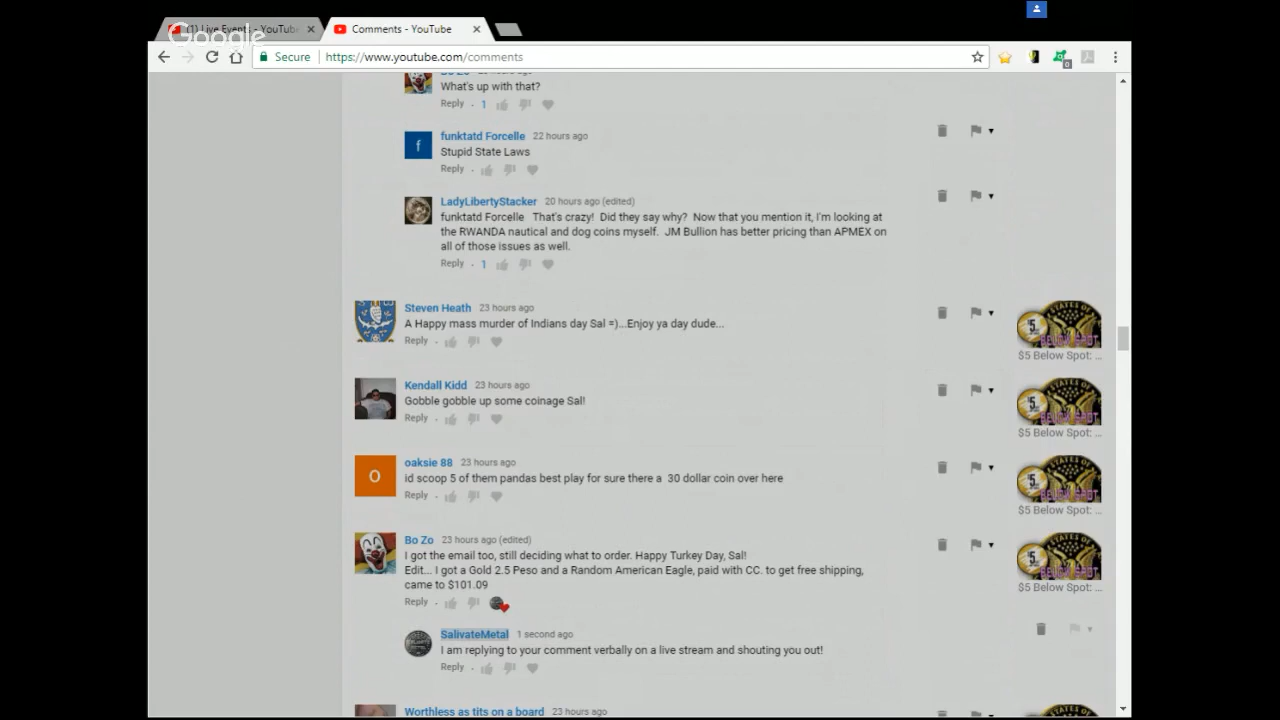 (1) Live Events - YouTube
Comments - YouTube
Google
Secure
https://www.youtube.com/comments
0
What's up with that?
Reply · 1
f
funktatd Forcelle 22 hours ago
Stupid State Laws
Reply ·
LadyLibertyStacker 20 hours ago (edited)
funktatd Forcelle That's crazy! Did they say why? Now that you mention it, I'm looking at
the RWANDA nautical and dog coins myself. JM Bullion has better pricing than APMEX on
all of those issues as well.
Reply · 1
Steven Heath 23 hours ago
A Happy mass murder of Indians day Sal =)...Enjoy ya day dude...
Reply ·
$5 Below Spot: ...
Kendall Kidd 23 hours ago
Gobble gobble up some coinage Sal!
Reply ·
$5 Below Spot: ...
O
oaksie 88 23 hours ago
id scoop 5 of them pandas best play for sure there a 30 dollar coin over here
Reply ·
$5 Below Spot: ...
Bo Zo 23 hours ago (edited)
I got the email too, still deciding what to order. Happy Turkey Day, Sal!
Edit... I got a Gold 2.5 Peso and a Random American Eagle, paid with CC. to get free shipping,
came to $101.09
Reply ·
$5 Below Spot: ...
SalivateMetal 1 second ago
I am replying to your comment verbally on a live stream and shouting you out!
Reply ·
Worthless as tits on a board 23 hours ago